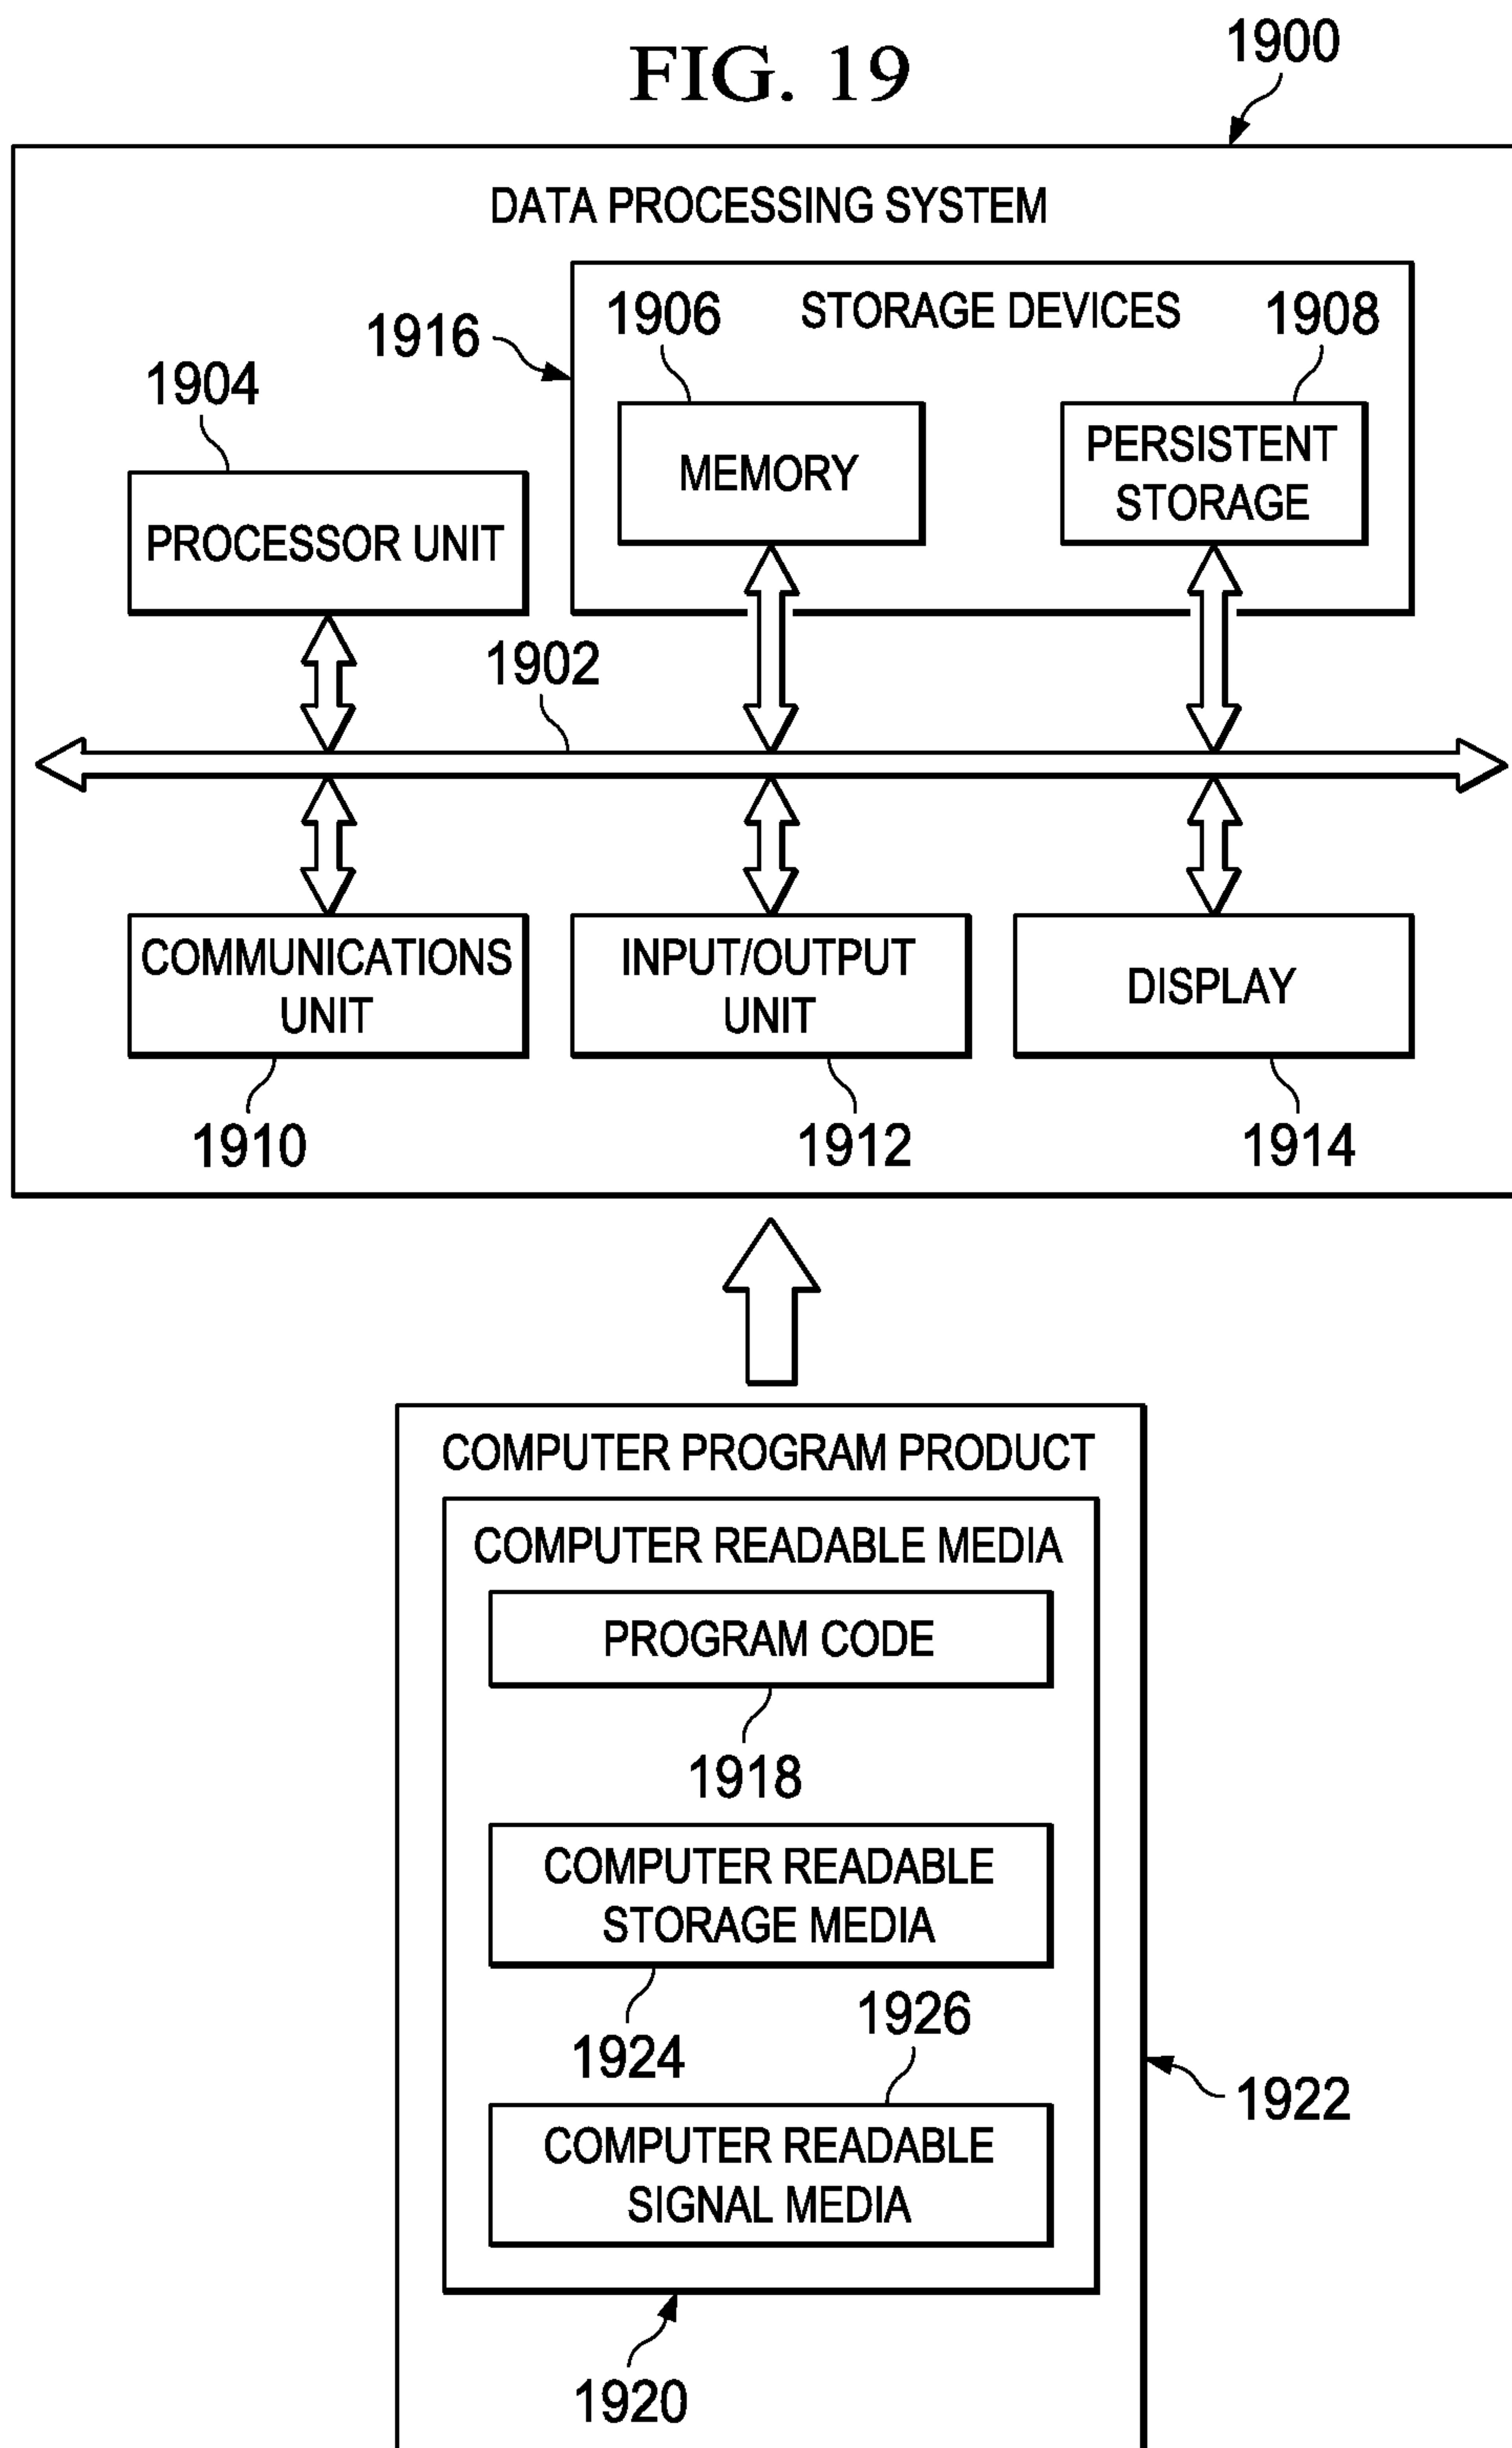 FIG. 19
1900
DATA PROCESSING SYSTEM
1916
1906
STORAGE DEVICES
1908
1904
MEMORY
PERSISTENT
STORAGE
PROCESSOR UNIT
1902
COMMUNICATIONS
UNIT
INPUT/OUTPUT
UNIT
DISPLAY
1910
1912
1914
COMPUTER PROGRAM PRODUCT
COMPUTER READABLE MEDIA
PROGRAM CODE
1918
COMPUTER READABLE
STORAGE MEDIA
1924
1926
1922
COMPUTER READABLE
SIGNAL MEDIA
1920